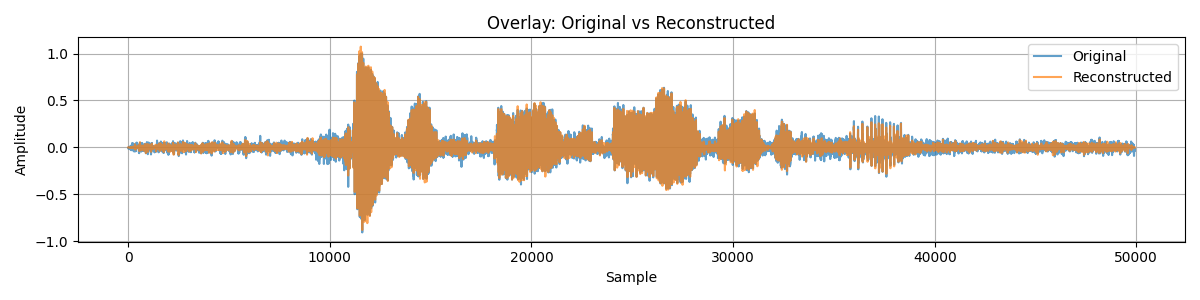 Overlay: Original vs Reconstructed
Original
Reconstructed
Amplitude
1.0
0.5
0.0
−0.5
−1.0
0
10000
20000
30000
40000
50000
Sample